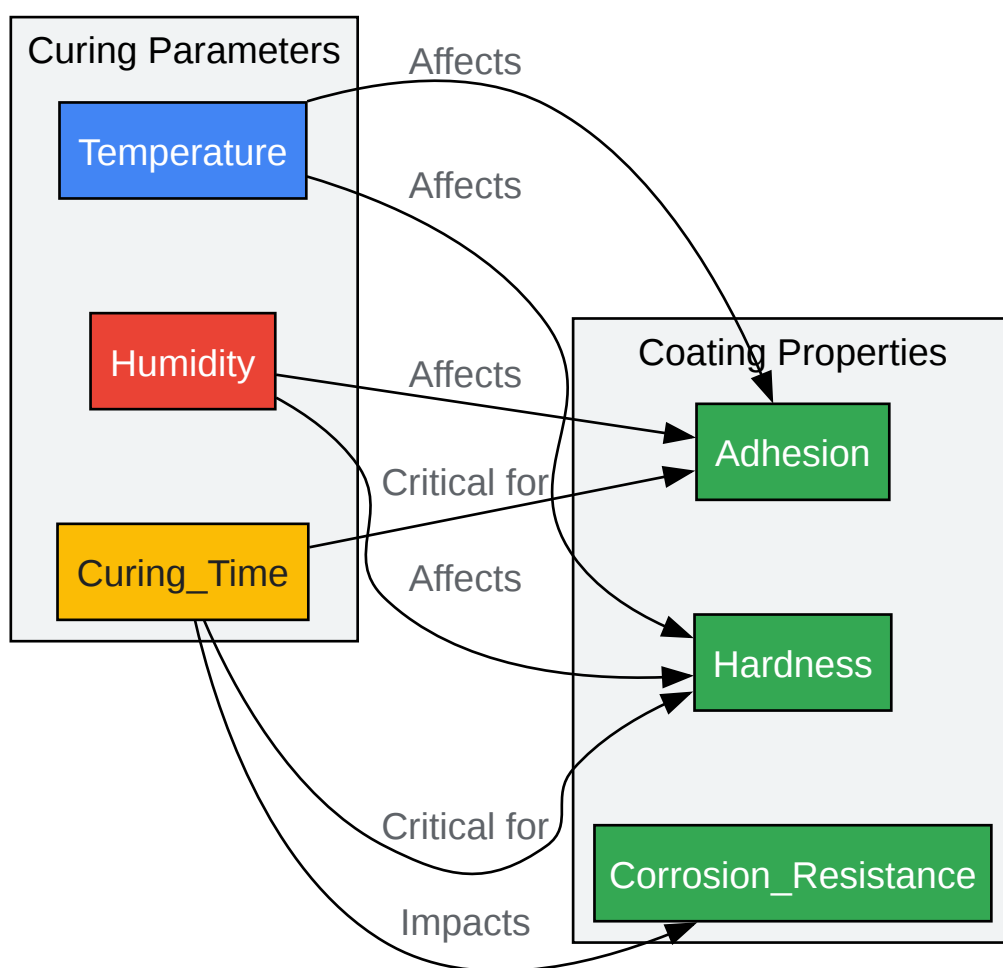 Curing Parameters
Temperature
Humidity
Curing_Time
Affects
Affects
Affects
Critical for
Affects
Critical for
Impacts
Coating Properties
Adhesion
Hardness
Corrosion_Resistance